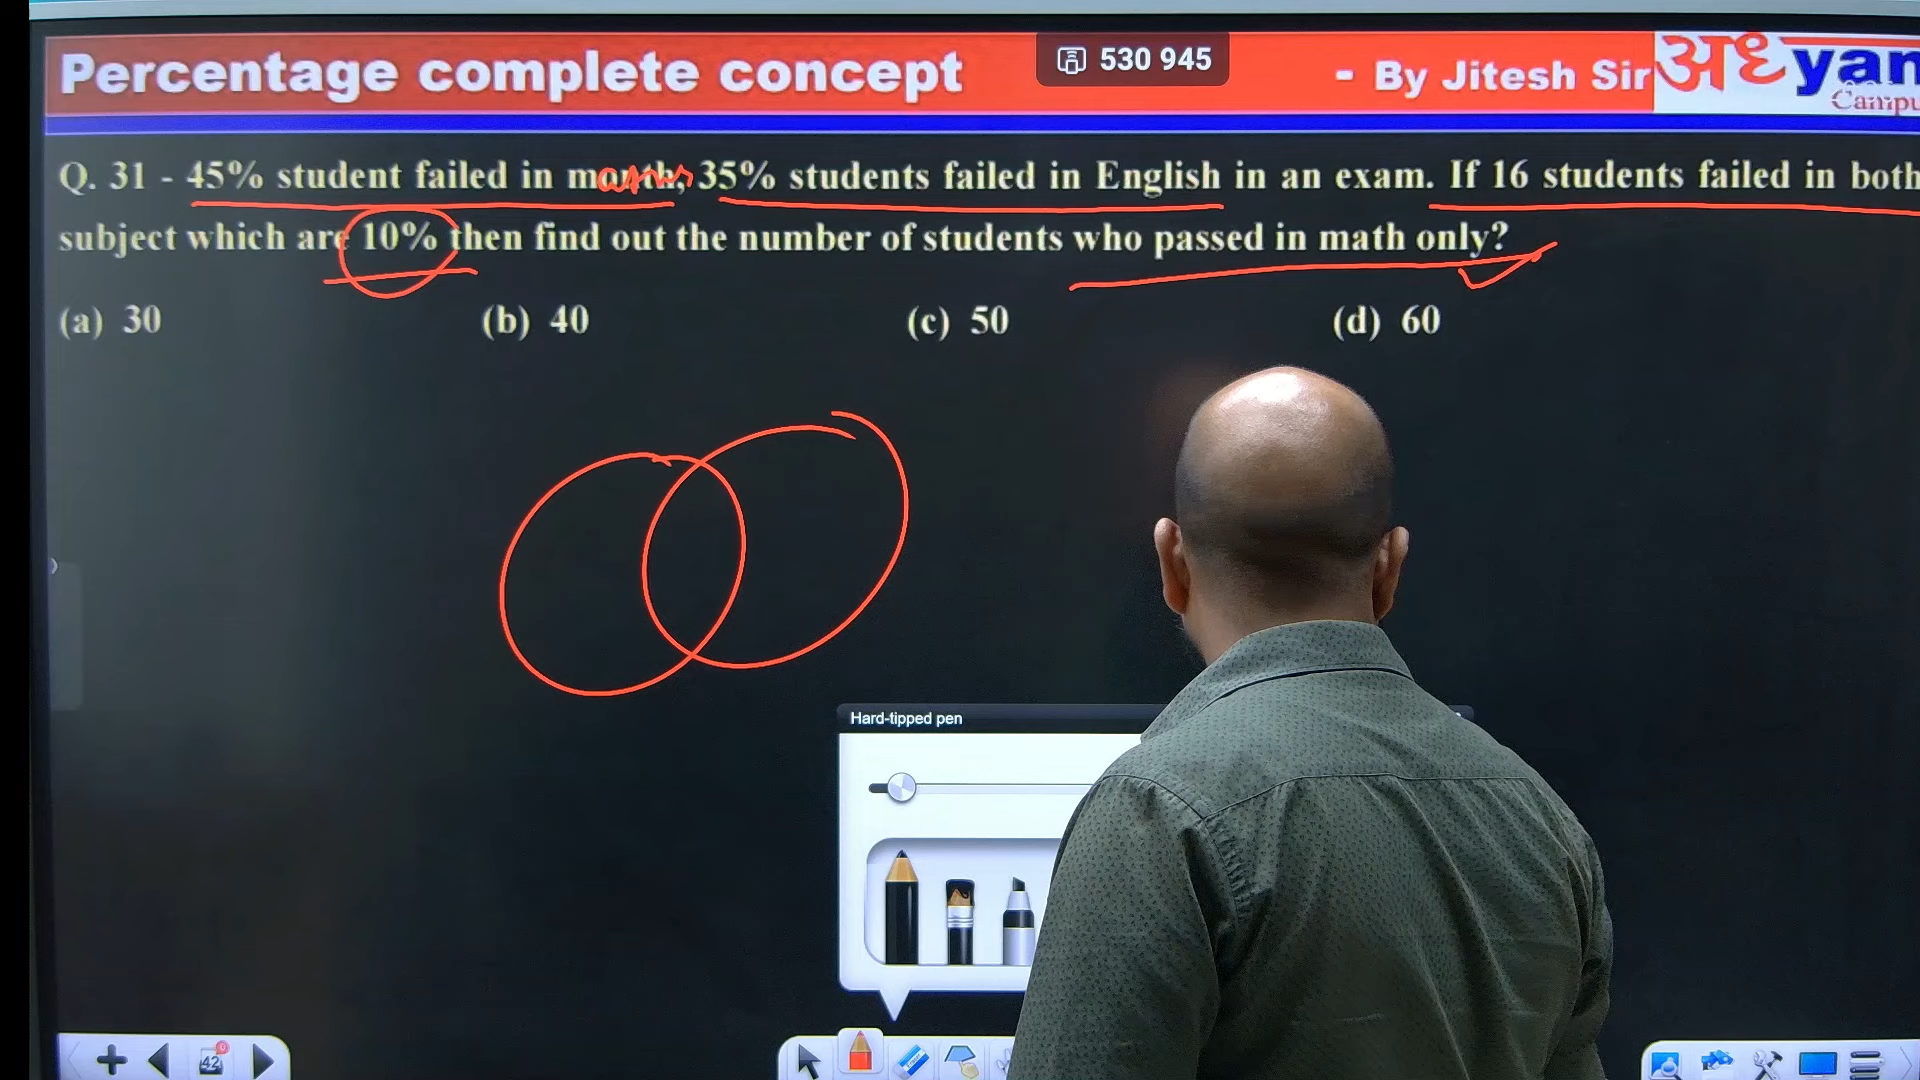 Percentage complete concept
530 945
- By Jitesh Sir
अध्yan
Campu
Q. 31 - 45% student failed in math, 35% students failed in English in an exam. If 16 students failed in both
subject which are 10% then find out the number of students who passed in math only?
(a) 30 (b) 40 (c) 50 (d) 60
Hard-tipped pen
42